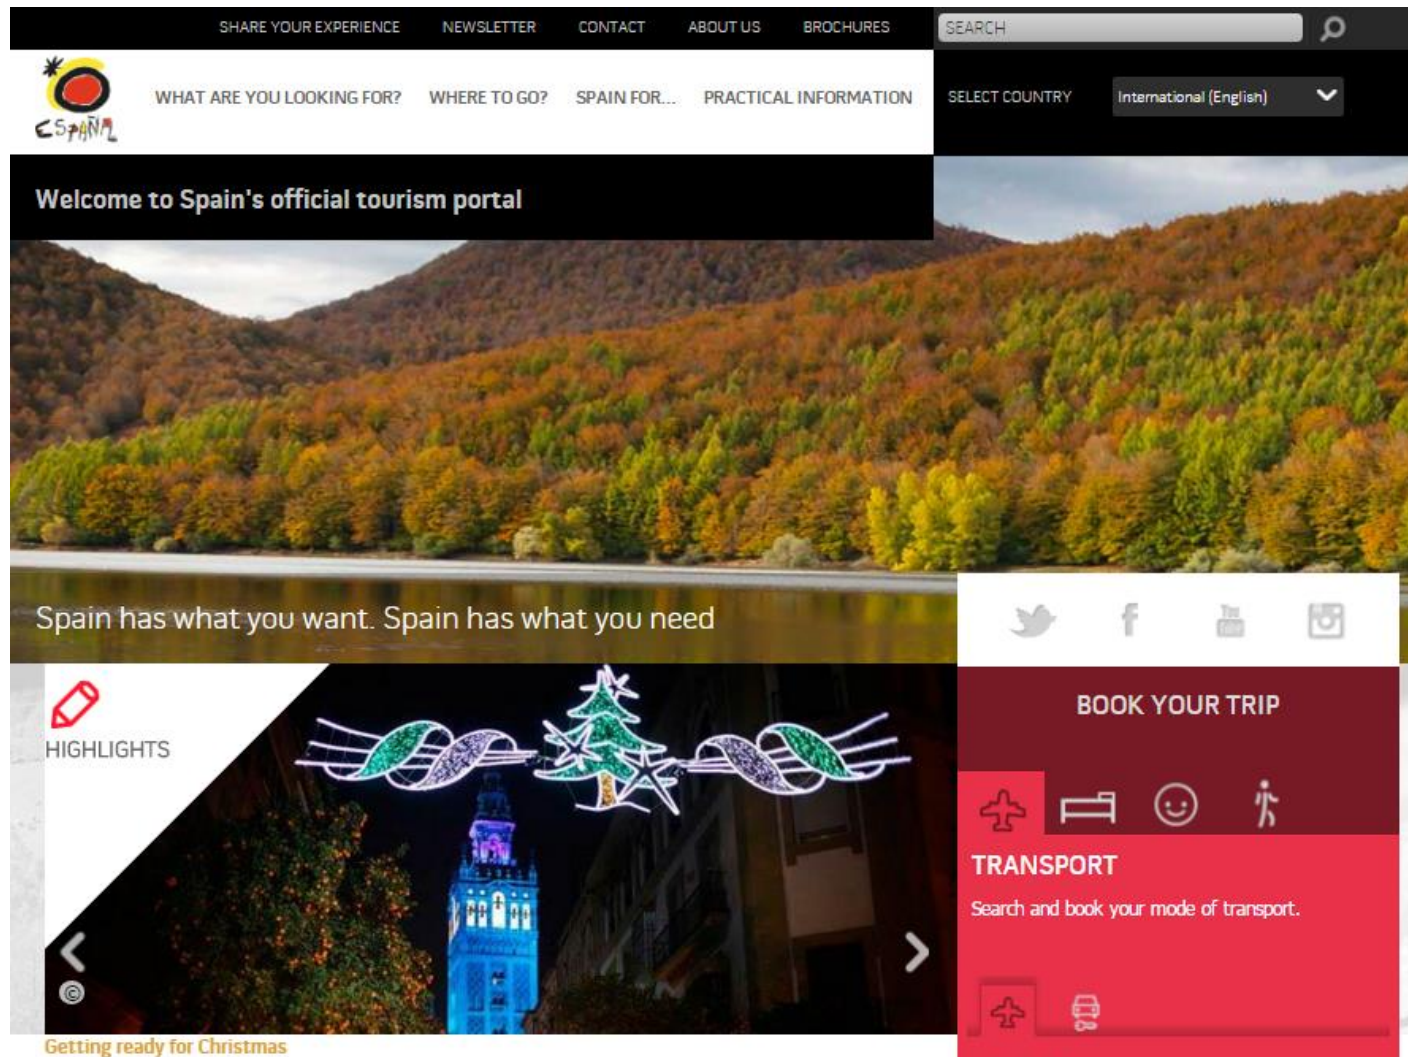 SHARE YOUR EXPERIENCE NEWSLETTER CONTACT ABOUT US BROCHURES SEARCH
ESPAÑA
WHAT ARE YOU LOOKING FOR? WHERE TO GO? SPAIN FOR... PRACTICAL INFORMATION SELECT COUNTRY International (English)
Welcome to Spain's official tourism portal
Spain has what you want. Spain has what you need
f You Tube
HIGHLIGHTS
BOOK YOUR TRIP
TRANSPORT
Search and book your mode of transport.
©
Getting ready for Christmas